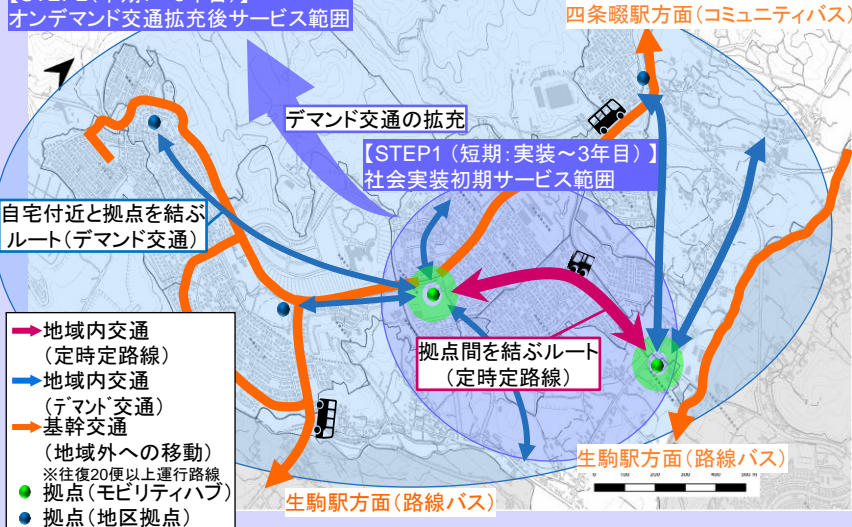 オンデマンド交通拡充後サービス範囲
四条畷駅方面(コミュニティバス)
デマンド交通の拡充
【STEP1(短期:実装～3年目)】
社会実装初期サービス範囲
自宅付近と拠点を結ぶ
ルート(デマンド交通)
拠点間を結ぶルート
(定時定路線)
地域内交通
(定時定路線)
地域内交通
(デマンド交通)
基幹交通
(地域外への移動)
※往復20便以上運行路線
拠点(モビリティハブ)
拠点(地区拠点)
生駒駅方面(路線バス)
生駒駅方面(路線バス)
0 100 200 300 400 500 m